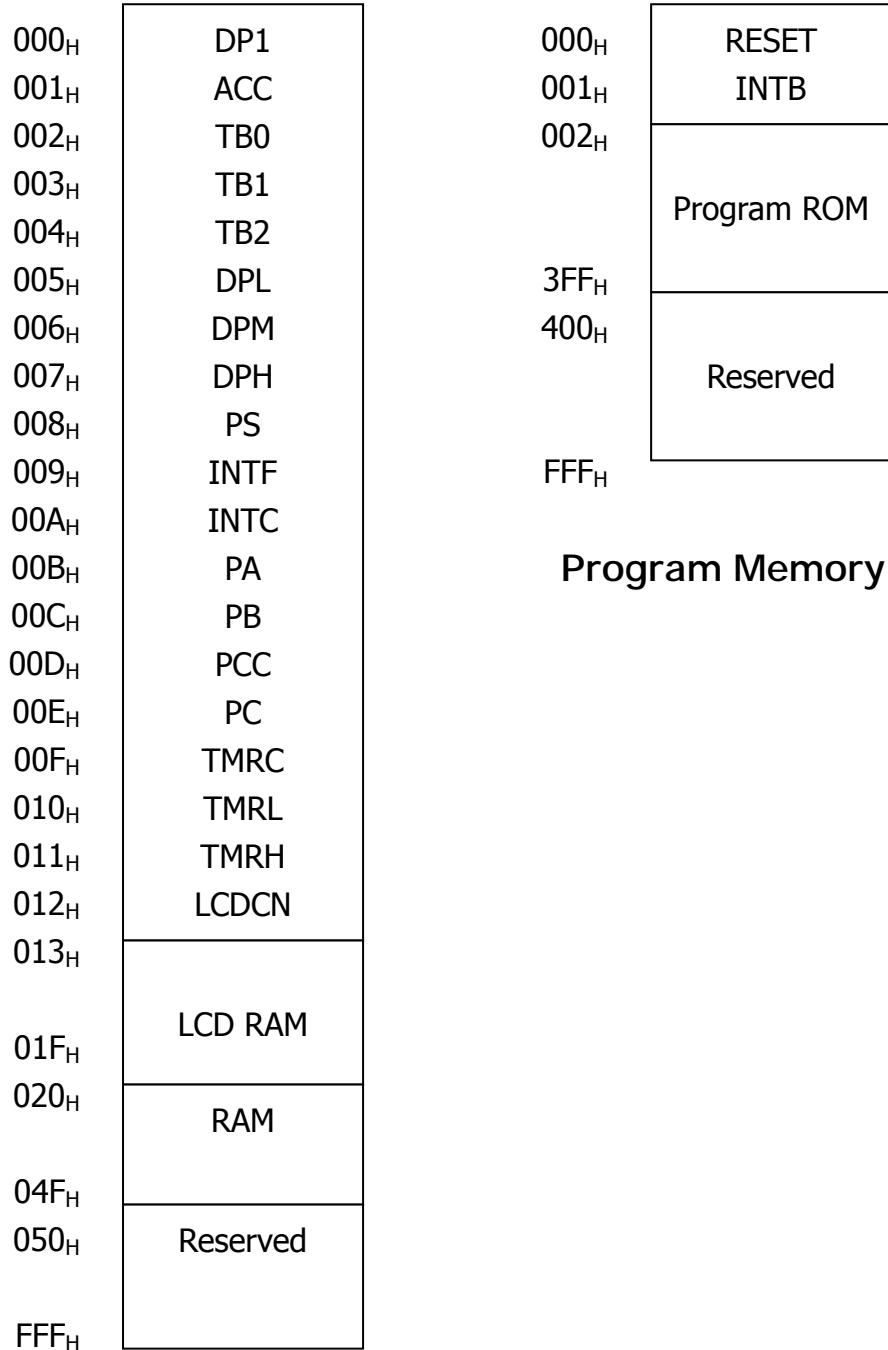 000H DP1
001H ACC
002H TB0
003H TB1
004H TB2
005H DPL
006H DPM
007H DPH
008H PS
009H INTF
00AH INTC
00BH PA
00CH PB
00DH PCC
00EH PC
00FH TMRC
010H TMRL
011H TMRH
012H LCDCN
013H
LCD RAM
01FH
020H
RAM
04FH
050H Reserved
FFFH
000H RESET
001H INTB
002H
Program ROM
3FFH
400H
Reserved
FFFH
Program Memory